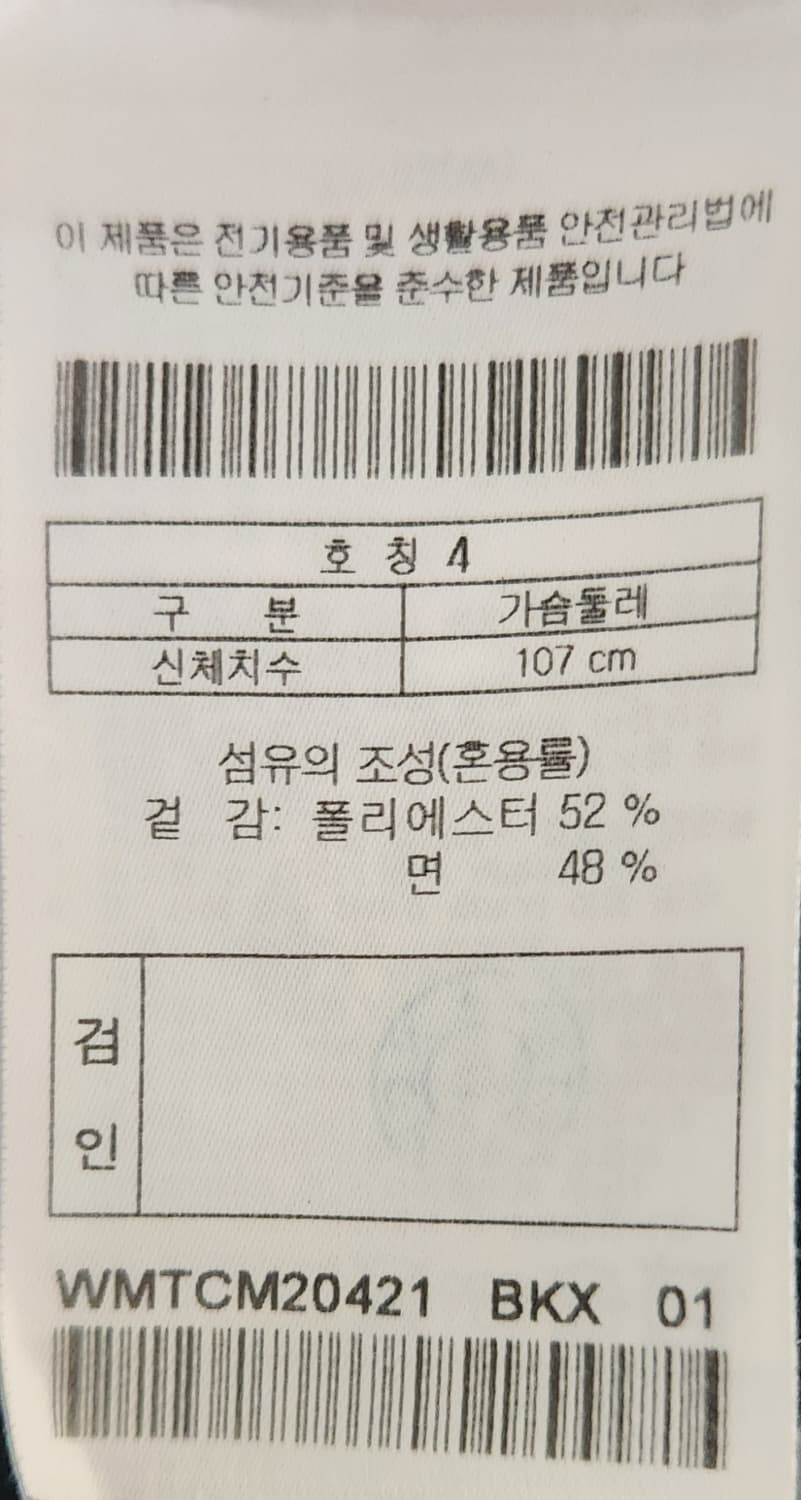 이 제품은 전기용품 및 생활용품 안전관리법에
따른 안전기준을 준수한 제품입니다
호 칭 4
구 분 가슴둘레
신체치수 107 cm
섬유의 조성(혼용률)
겉 감: 폴리에스터 52 %
면 48 %
검
인
WMTCM20421 BKX 01